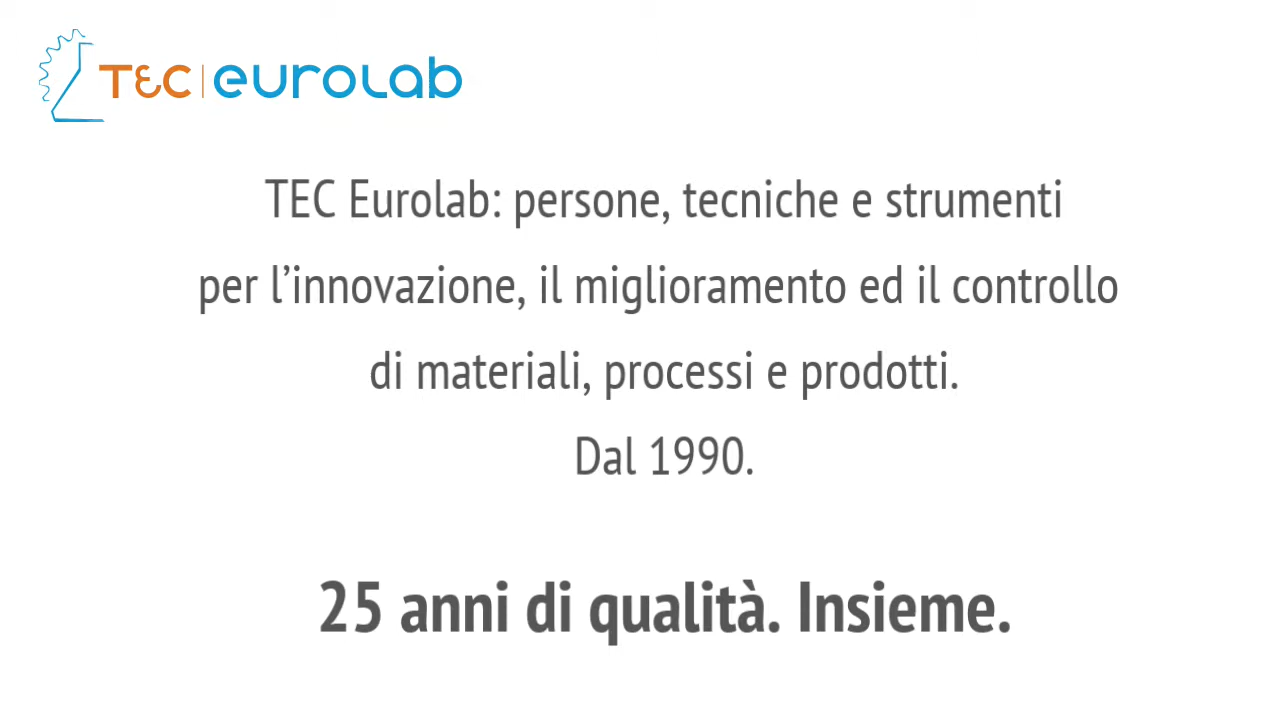 TEC | eurolab
TEC Eurolab: persone, tecniche e strumenti
per l’innovazione, il miglioramento ed il controllo
di materiali, processi e prodotti.
Dal 1990.
25 anni di qualità. Insieme.